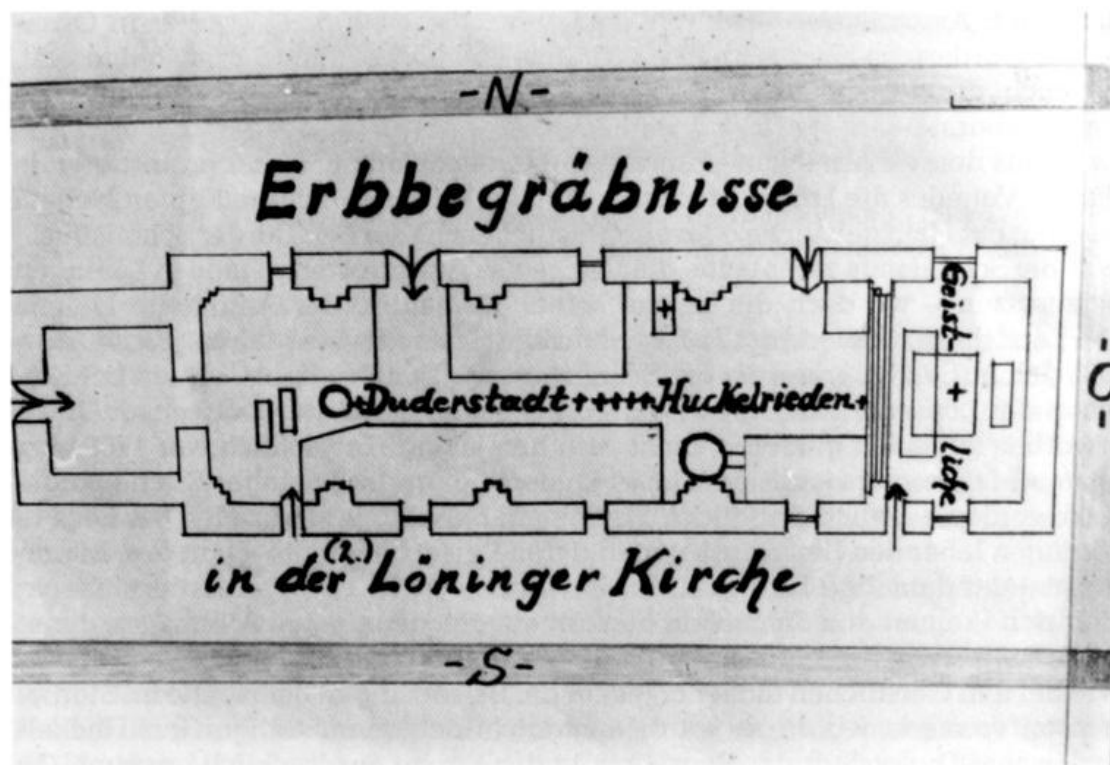 -N-
Erbbegräbnisse
Geist-
liche
+Duderstadt+++++Huckelrieden+
-O-
in der (2.) Löninger Kirche
-S-